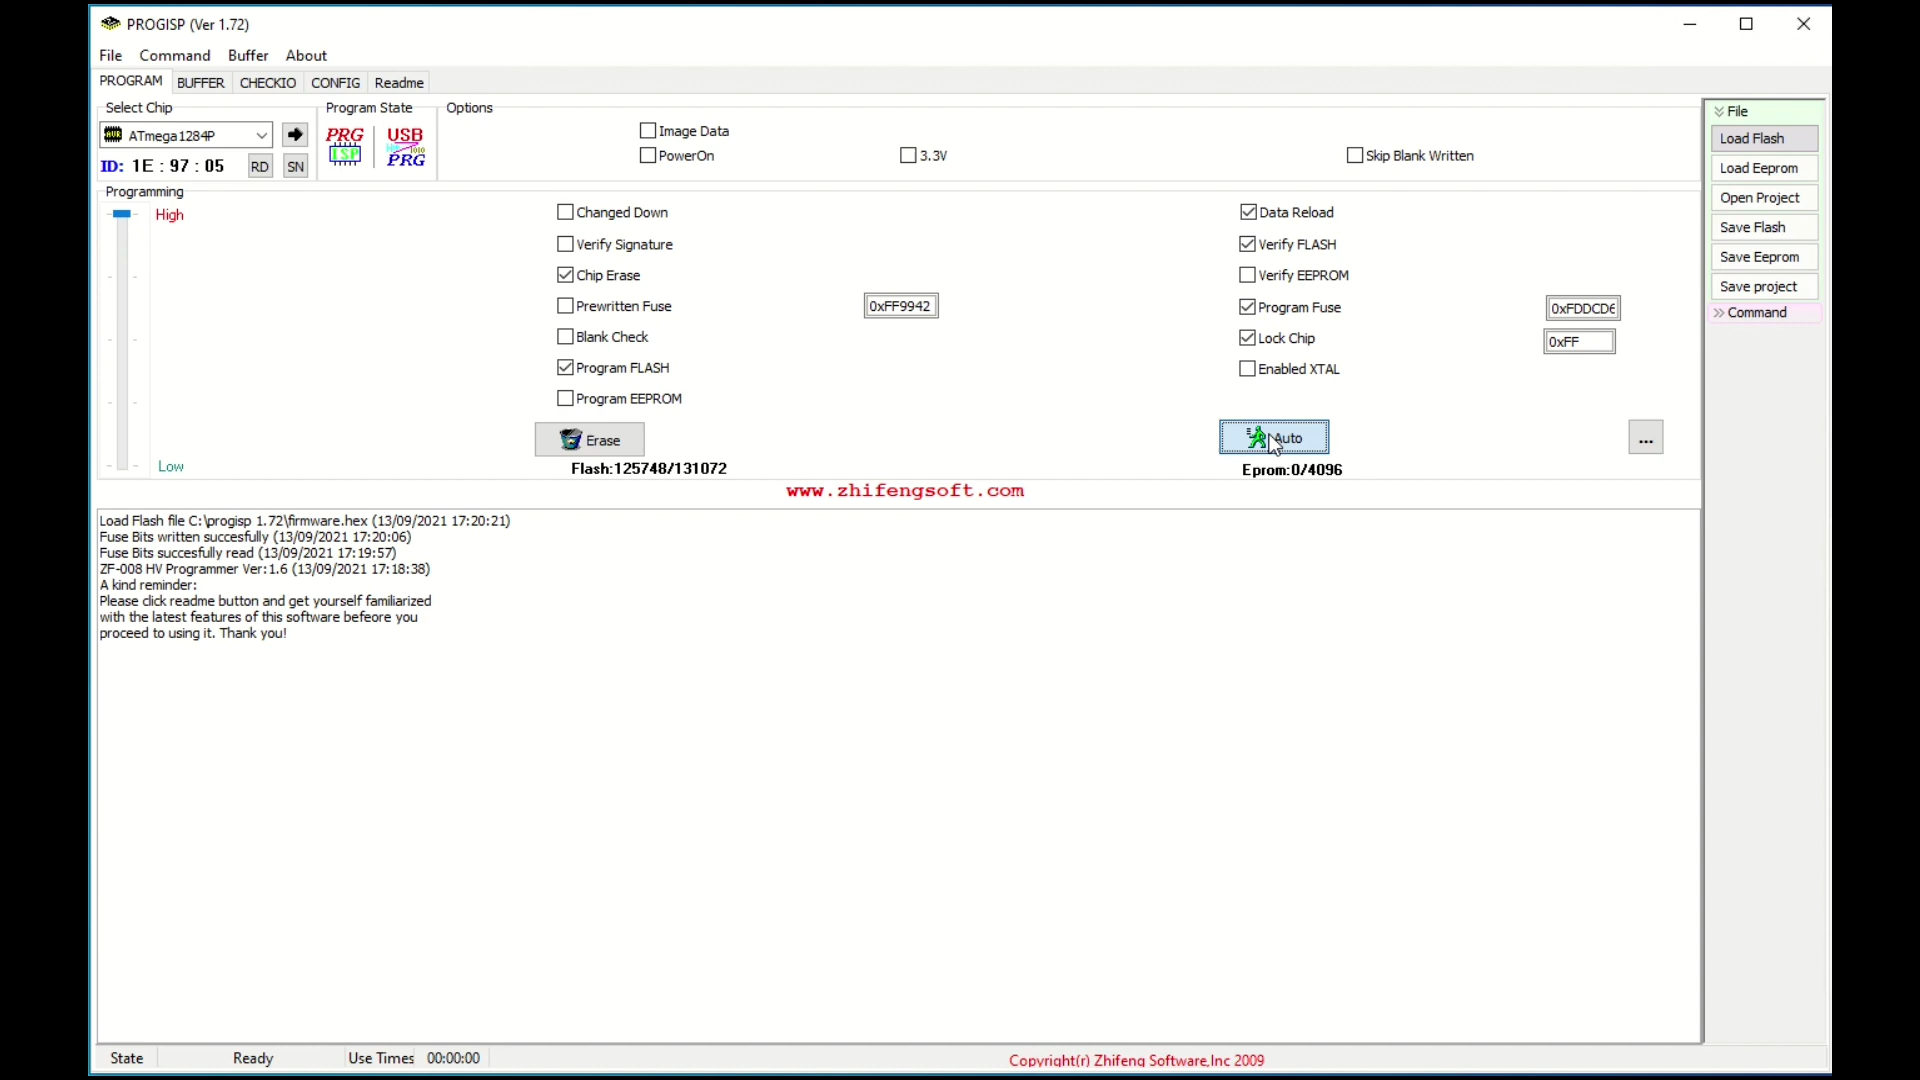 PROGISP (Ver 1.72)
File Command Buffer About
PROGRAM BUFFER CHECKIO CONFIG Readme
Select Chip Program State Options
ATmega1284P
PRG ISP USB PRG
Image Data
PowerOn 3.3V Skip Blank Written
ID: 1E : 97 : 05 RD SN
Programming
High
Low
Changed Down
Verify Signature
Chip Erase
Prewritten Fuse 0xFF9942
Blank Check
Program FLASH
Program EEPROM
Data Reload
Verify FLASH
Verify EEPROM
Program Fuse 0xFDDCD6
Lock Chip 0xFF
Enabled XTAL
Erase Auto ...
Flash:125748/131072 Eprom:0/4096
www.zhifengsoft.com
Load Flash file C:\progisp 1.72\firmware.hex (13/09/2021 17:20:21)
Fuse Bits written succesfully (13/09/2021 17:20:06)
Fuse Bits succesfully read (13/09/2021 17:19:57)
ZF-008 HV Programmer Ver:1.6 (13/09/2021 17:18:38)
A kind reminder:
Please click readme button and get yourself familiarized
with the latest features of this software befeore you
proceed to using it. Thank you!
File
Load Flash
Load Eeprom
Open Project
Save Flash
Save Eeprom
Save project
Command
State Ready Use Times 00:00:00 Copyright(r) Zhifeng Software,Inc 2009